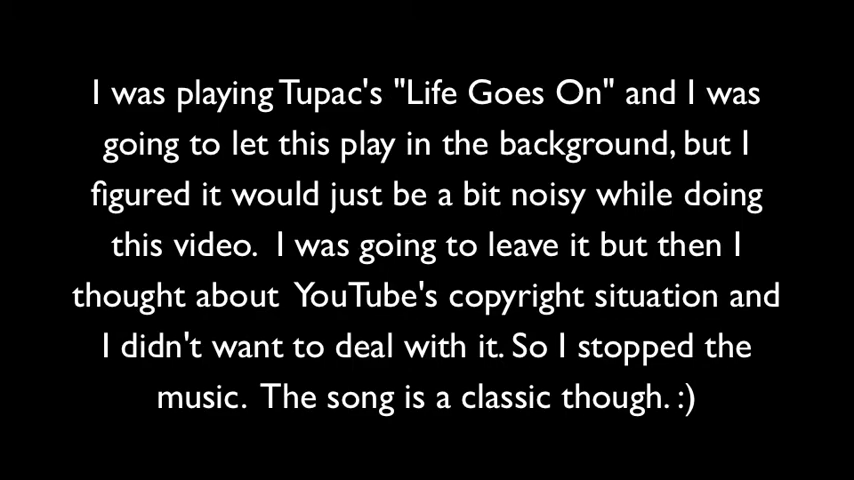 I was playing Tupac's "Life Goes On" and I was
going to let this play in the background, but I
figured it would just be a bit noisy while doing
this video.  I was going to leave it but then I
thought about  YouTube's copyright situation and
I didn't want to deal with it. So I stopped the
music.  The song is a classic though. :)